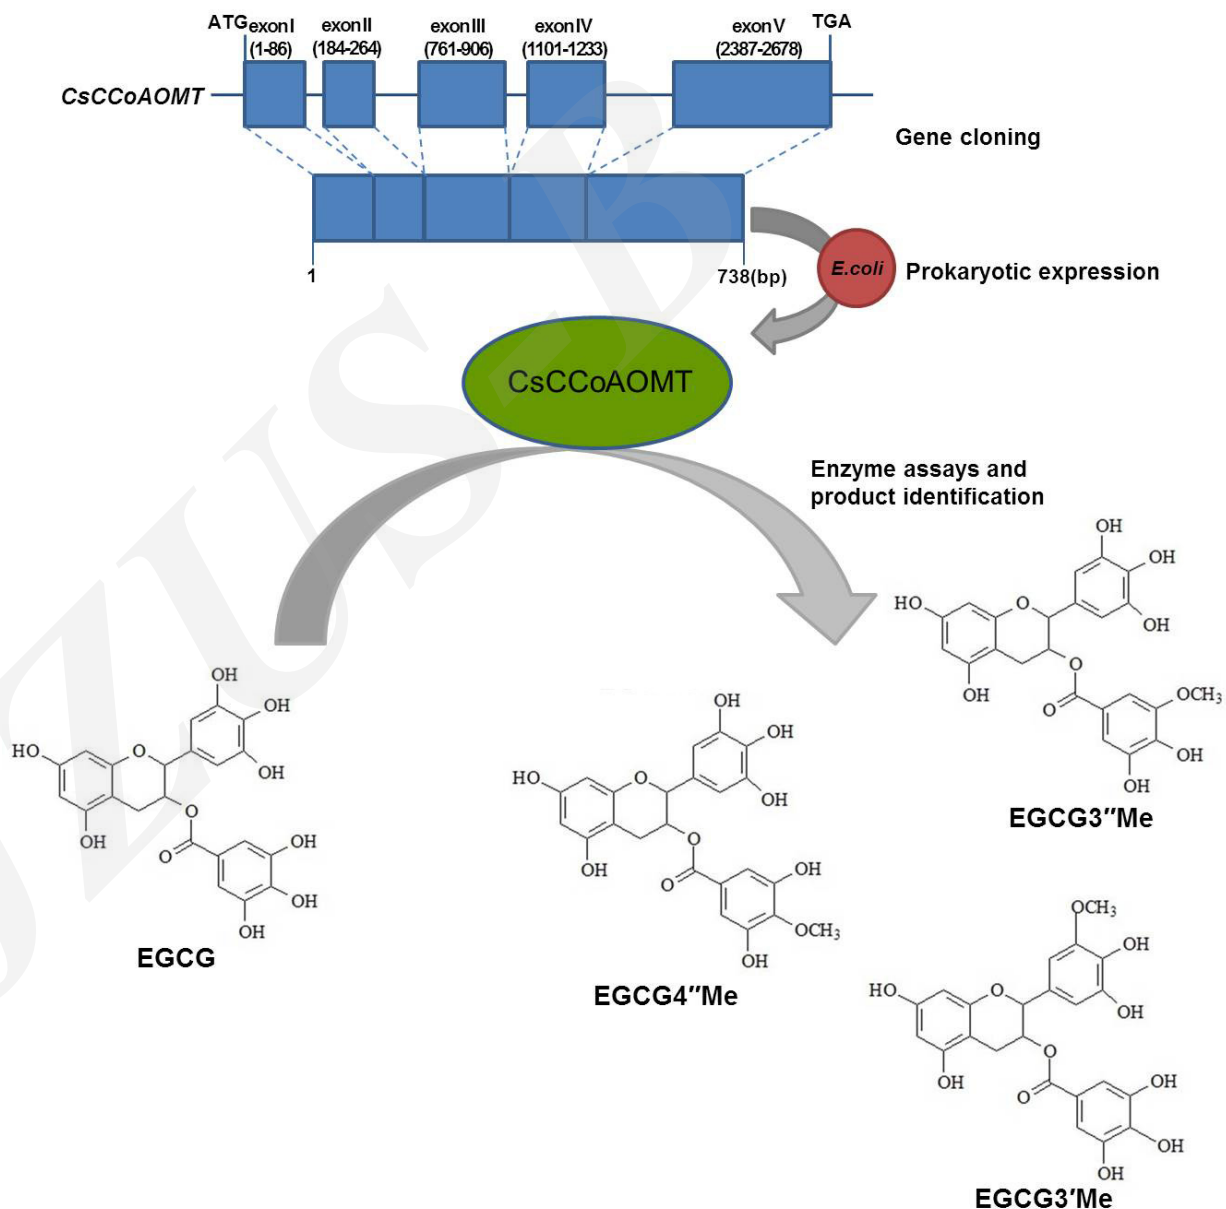 ATG
exonI
(1-86)
exonII
(184-264)
exonIII
(761-906)
exonIV
(1101-1233)
exonV
(2387-2678)
TGA
CsCCoAOMT
Gene cloning
1
738(bp)
E.coli
Prokaryotic expression
CsCCoAOMT
Enzyme assays and
product identification
OH
OH
HO
O
OH
OH
O
O
OCH₃
OH
OH
EGCG3″Me
OH
OH
HO
O
OH
OH
O
O
OH
OH
OH
EGCG
OH
OH
HO
O
OH
OH
O
O
OH
OCH₃
OH
EGCG4″Me
OCH₃
OH
HO
O
OH
OH
O
O
OH
OH
OH
EGCG3′Me
JZUS-B